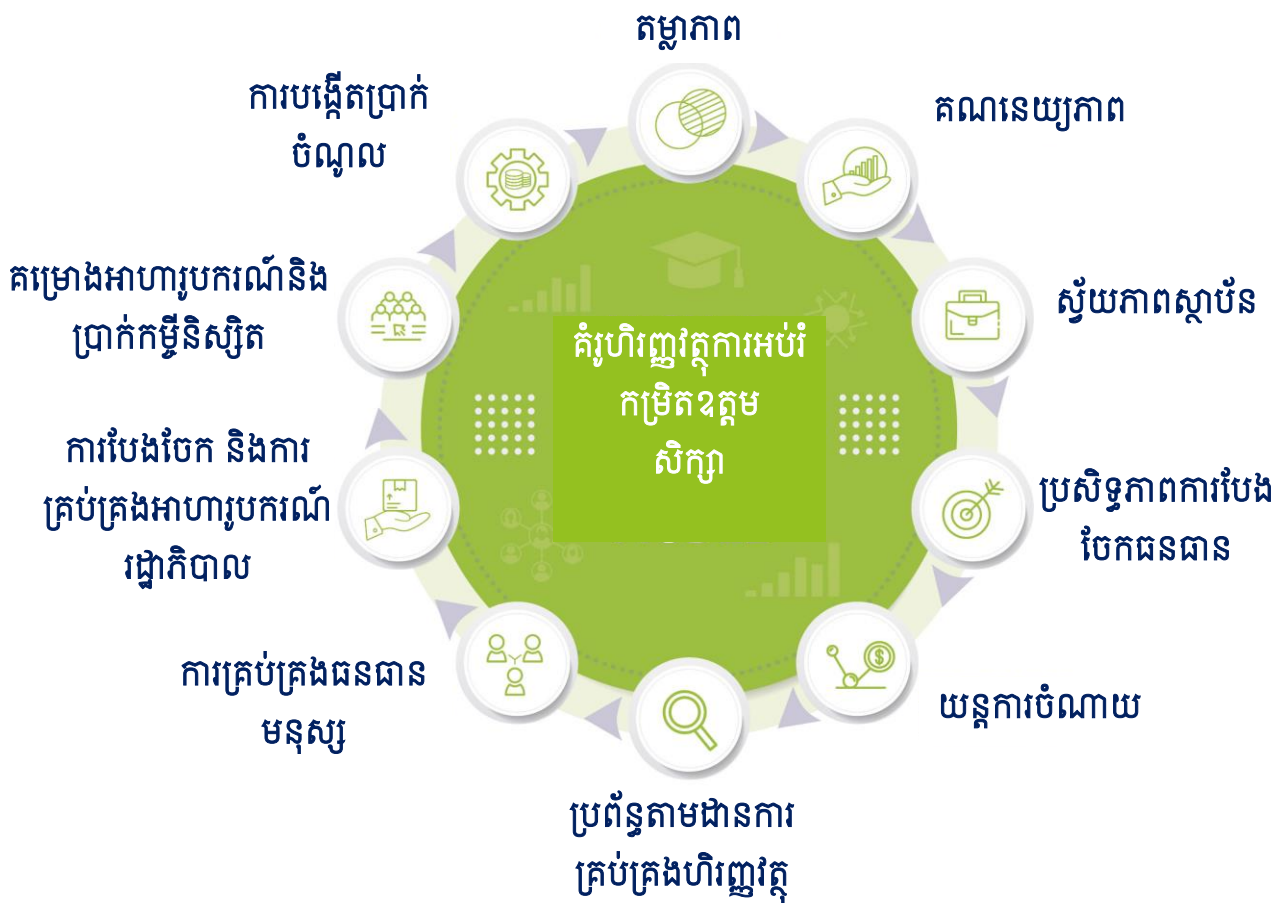 តម្លាភាព
ការបង្កើតប្រាក់
ចំណូល
គណនេយ្យភាព
គម្រោងអាហារូបករណ៍និង
ប្រាក់កម្ចីនិស្សិត
ស្វ័យភាពស្ថាប័ន
គំរូហិរញ្ញវត្ថុការអប់រំ
កម្រិតឧត្តម
សិក្សា
ការបែងចែក និងការ
គ្រប់គ្រងអាហារូបករណ៍
រដ្ឋាភិបាល
ប្រសិទ្ធភាពការបែង
ចែកធនធាន
ការគ្រប់គ្រងធនធាន
មនុស្ស
យន្តការចំណាយ
ប្រព័ន្ធតាមដានការ
គ្រប់គ្រងហិរញ្ញវត្ថុ